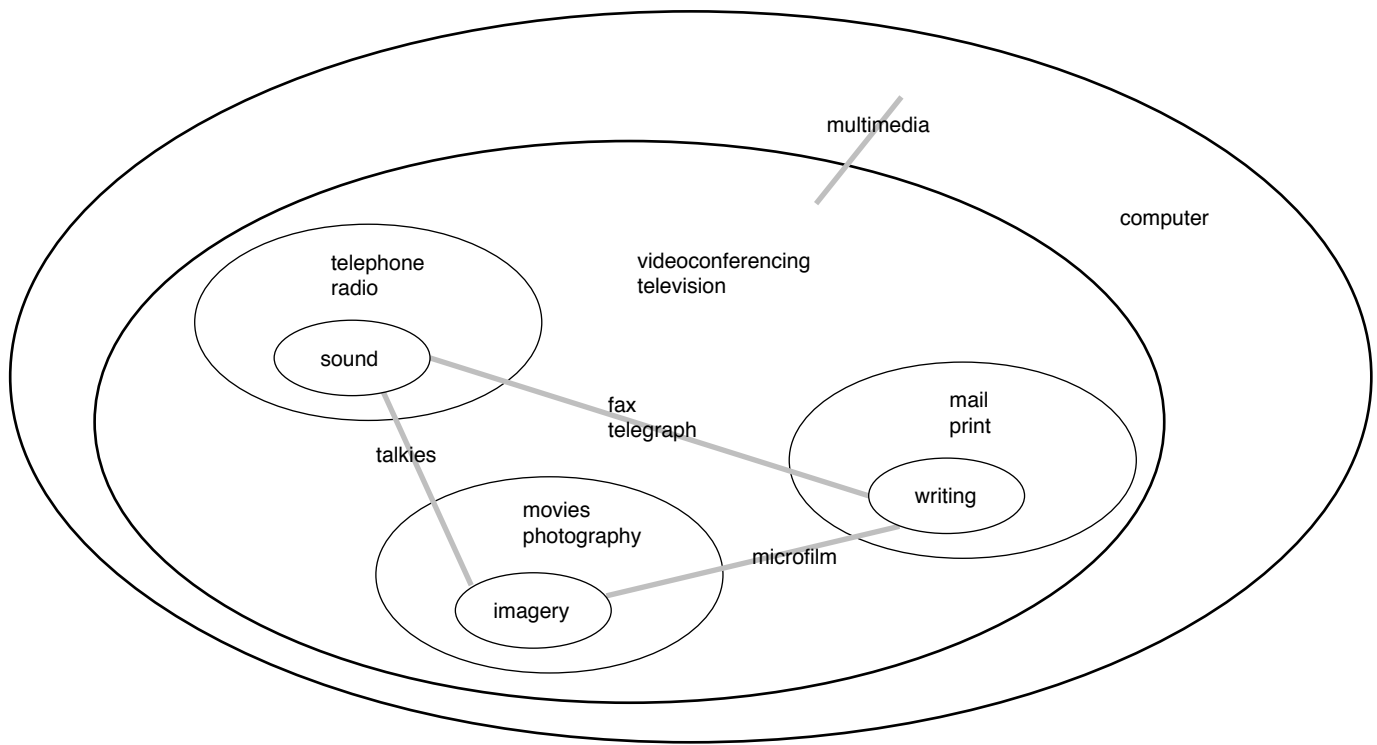 multimedia
computer
telephone
radio
videoconferencing
television
sound
fax
telegraph
mail
print
talkies
writing
movies
photography
microfilm
imagery